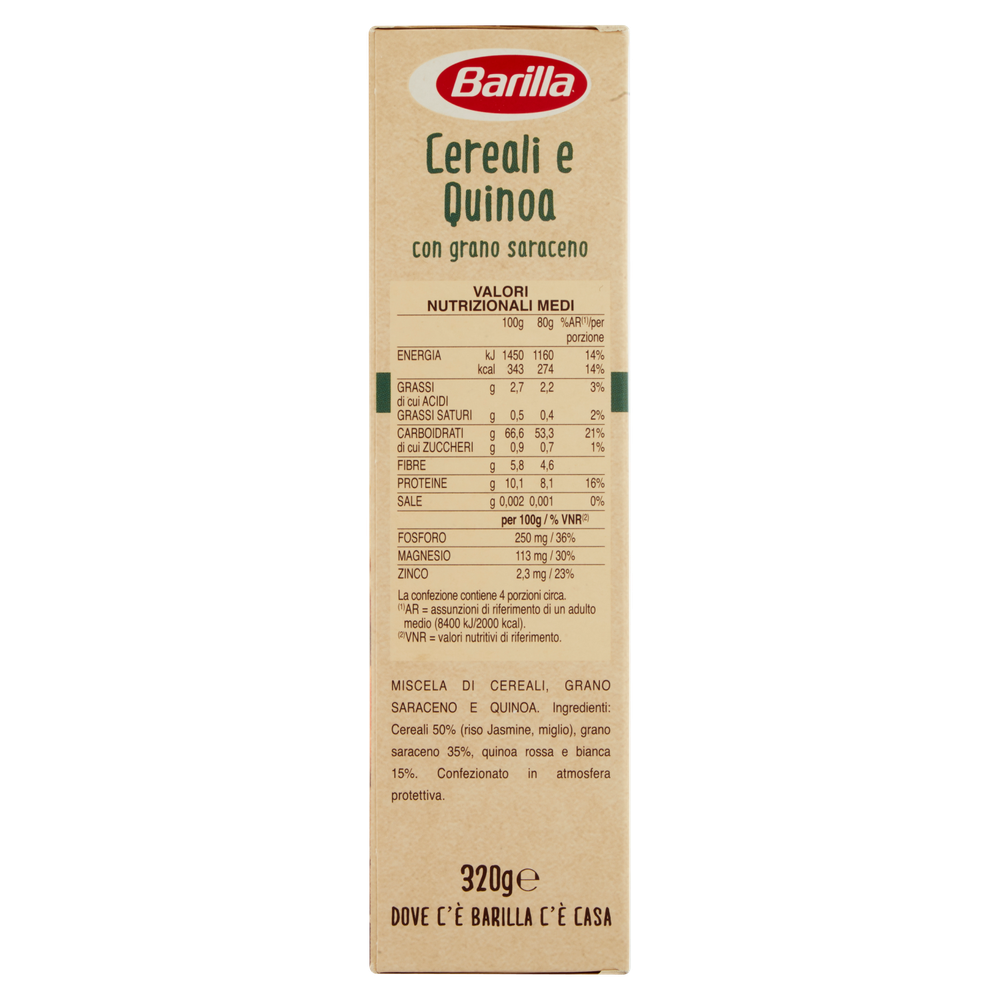 Barilla
Cereali e
Quinoa
con grano saraceno
VALORI
NUTRIZIONALI MEDI
100g 80g %AR(1)/per
porzione
ENERGIA kJ 1450 1160 14%
kcal 343 274 14%
GRASSI g 2,7 2,2 3%
di cui ACIDI
GRASSI SATURI g 0,5 0,4 2%
CARBOIDRATI g 66,6 53,3 21%
di cui ZUCCHERI g 0,9 0,7 1%
FIBRE g 5,8 4,6
PROTEINE g 10,1 8,1 16%
SALE g 0,002 0,001 0%
per 100g / % VNR(2)
FOSFORO 250 mg / 36%
MAGNESIO 113 mg / 30%
ZINCO 2,3 mg / 23%
La confezione contiene 4 porzioni circa.
(1)AR = assunzioni di riferimento di un adulto
medio (8400 kJ/2000 kcal).
(2)VNR = valori nutritivi di riferimento.
MISCELA DI CEREALI, GRANO
SARACENO E QUINOA. Ingredienti:
Cereali 50% (riso Jasmine, miglio), grano
saraceno 35%, quinoa rossa e bianca
15%. Confezionato in atmosfera
protettiva.
320g℮
DOVE C'È BARILLA C'È CASA